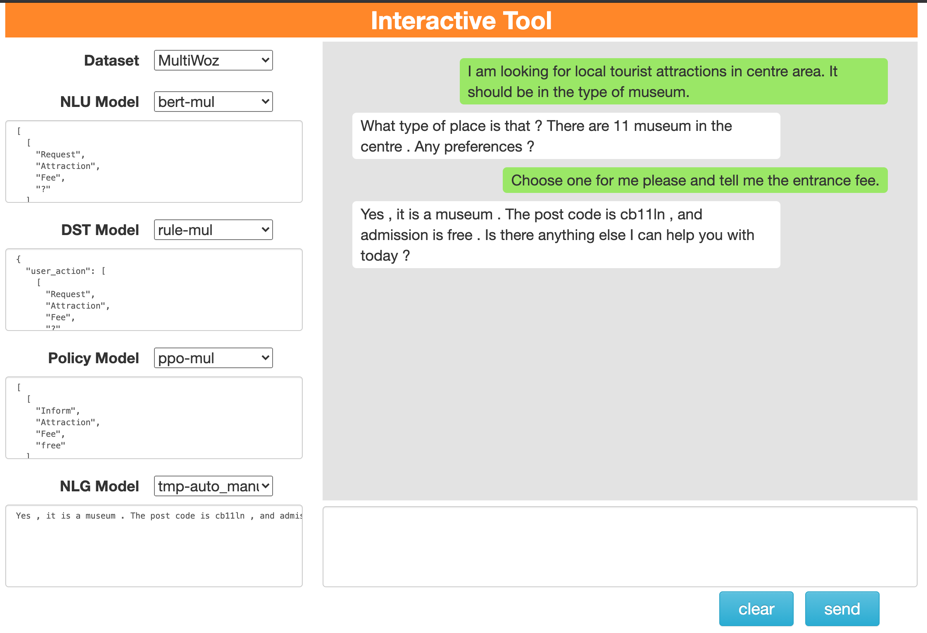 Interactive Tool
Dataset
MultiWoz
NLU Model
bert-mul
[
[
"Request",
"Attraction",
"Fee",
"?"
]
DST Model
rule-mul
{
"user_action": [
[
"Request",
"Attraction",
"Fee",
"?"
Policy Model
ppo-mul
[
[
"Inform",
"Attraction",
"Fee",
"free"
]
NLG Model
tmp-auto_manu
Yes , it is a museum . The post code is cb11ln , and admis
I am looking for local tourist attractions in centre area. It
should be in the type of museum.
What type of place is that ? There are 11 museum in the
centre . Any preferences ?
Choose one for me please and tell me the entrance fee.
Yes , it is a museum . The post code is cb11ln , and
admission is free . Is there anything else I can help you with
today ?
clear
send